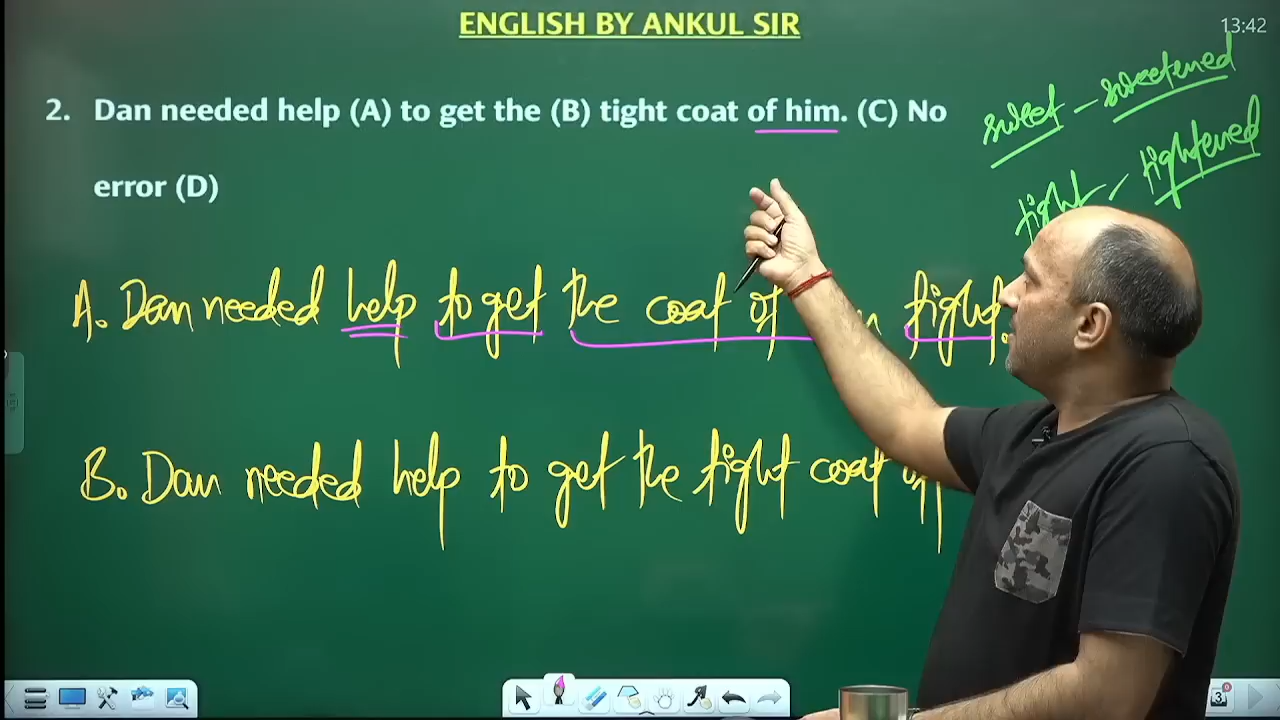 ENGLISH BY ANKUL SIR
13:42
2. Dan needed help (A) to get the (B) tight coat of him. (C) No
error (D)
sweet - sweetened
tight - tightened
A. Dan needed help to get the coat of tight.
B. Dan needed help to get the tight coat
3